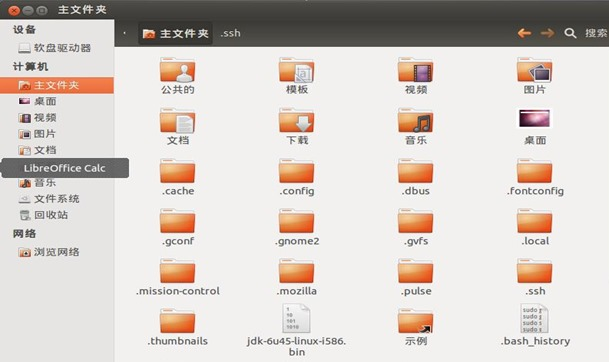 主文件夹
设备
软盘驱动器
计算机
主文件夹
桌面
视频
图片
文档
LibreOffice Calc
音乐
文件系统
回收站
网络
浏览网络
主文件夹 .ssh 搜索
公共的 模板 视频 图片
文档 下载 音乐 桌面
.cache .config .dbus .fontconfig
.gconf .gnome2 .gvfs .local
.mission-control .mozilla .pulse .ssh
.thumbnails jdk-6u45-linux-i586.bin 示例 .bash_history